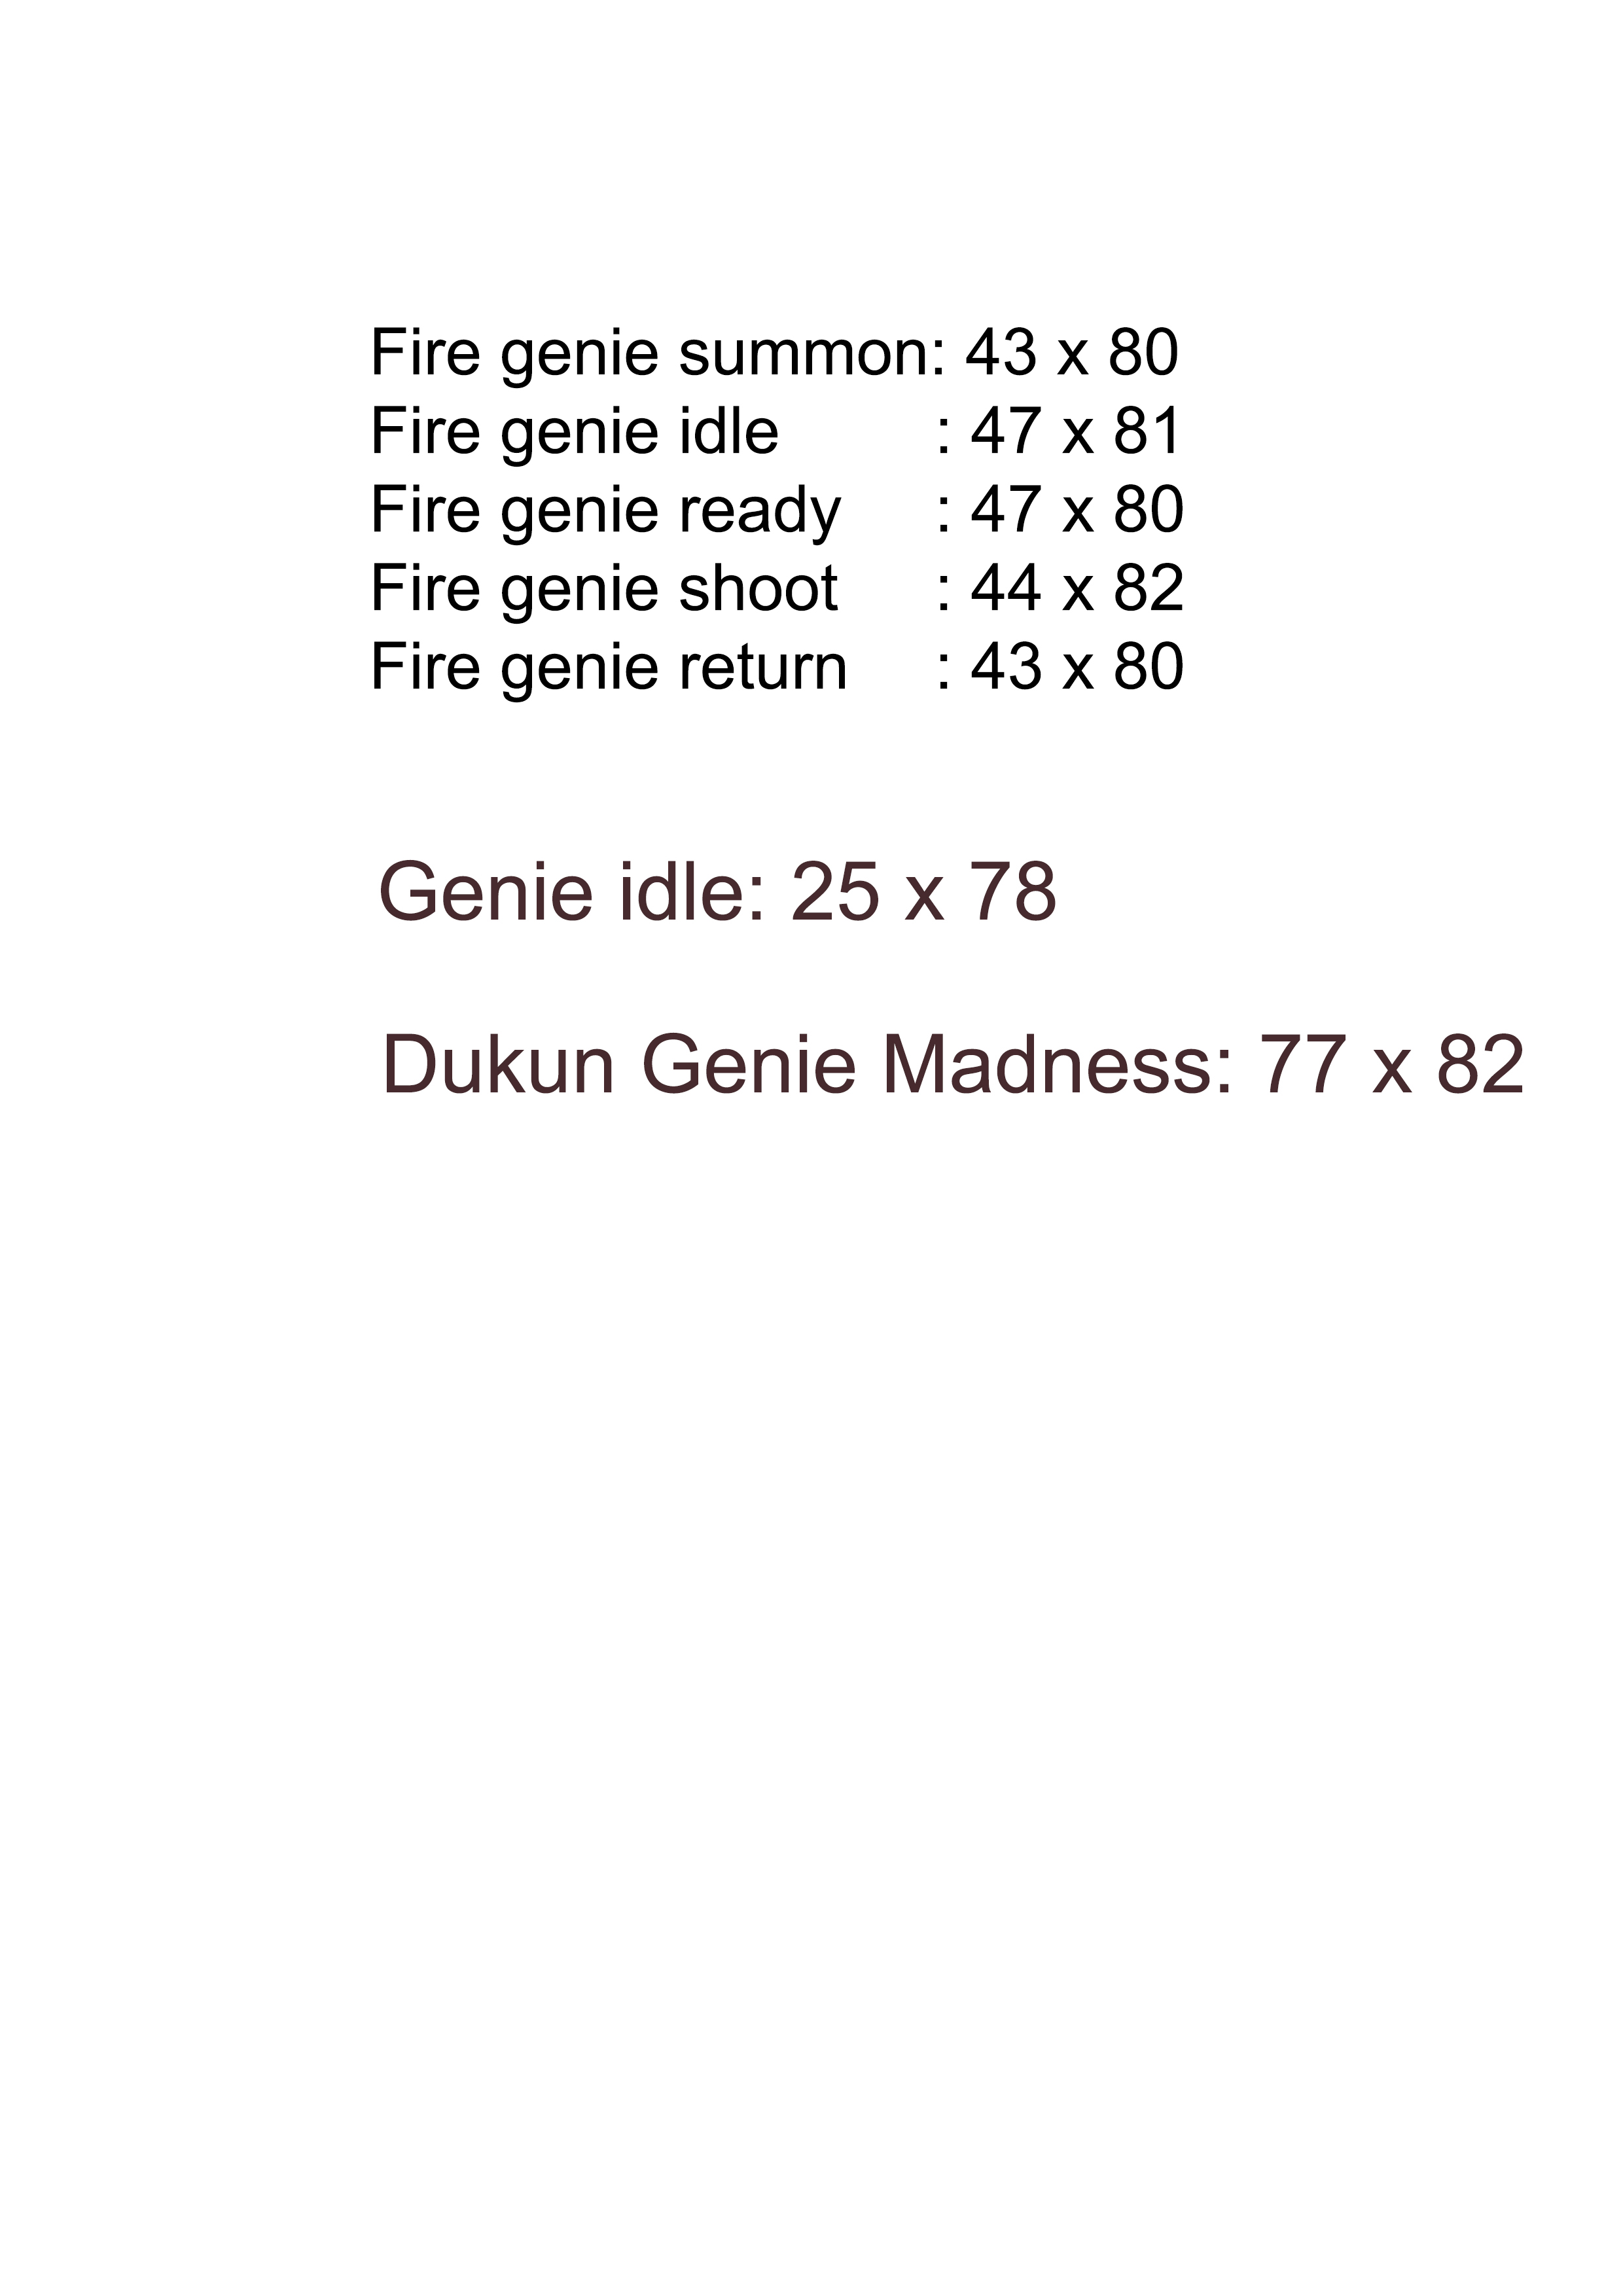 Fire genie summon: 43 x 80
Fire genie idle : 47 x 81
Fire genie ready : 47 x 80
Fire genie shoot : 44 x 82
Fire genie return : 43 x 80
Genie idle: 25 x 78
Dukun Genie Madness: 77 x 82